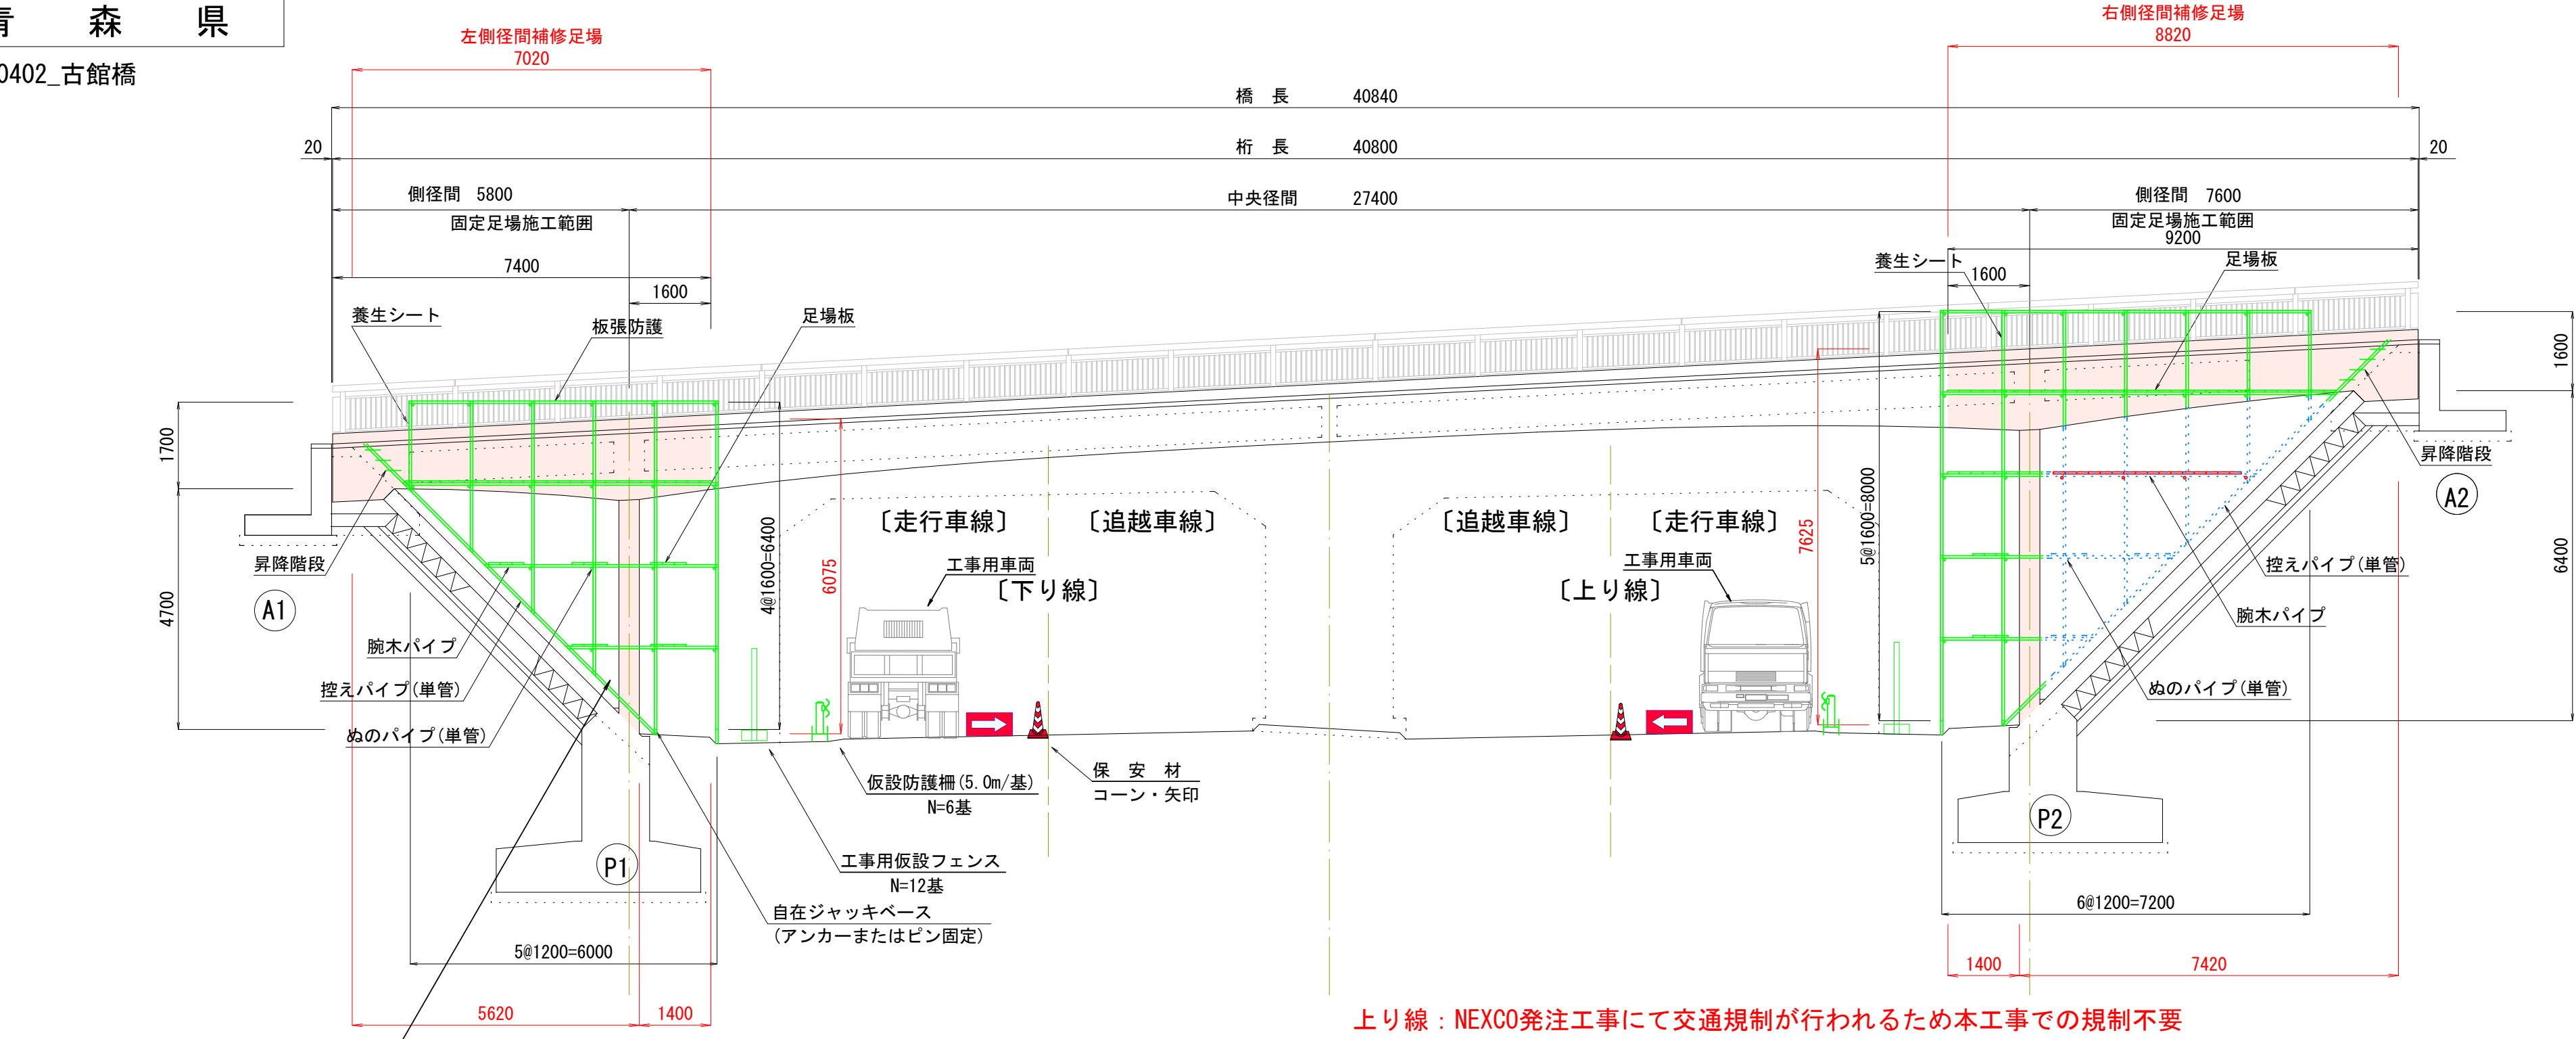 青　森　県
0402_古館橋
左側径間補修足場
7020
右側径間補修足場
8820
橋　長　40840
20
桁　長　40800
20
側径間　5800
中央径間　27400
側径間　7600
固定足場施工範囲
7400
1600
固定足場施工範囲
9200
1600
養生シート
板張防護
足場板
養生シート
足場板
1700
4700
4@1600=6400
6075
7625
5@1600=8000
1600
6400
〔走行車線〕
〔追越車線〕
〔追越車線〕
〔走行車線〕
工事用車両
〔下り線〕
工事用車両
〔上り線〕
昇降階段
A1
昇降階段
A2
腕木パイプ
控えパイプ(単管)
ぬのパイプ(単管)
控えパイプ(単管)
腕木パイプ
ぬのパイプ(単管)
仮設防護柵(5.0m/基)
N=6基
保　安　材
コーン・矢印
工事用仮設フェンス
N=12基
自在ジャッキベース
(アンカーまたはピン固定)
P1
P2
5@1200=6000
6@1200=7200
5620
1400
1400
7420
上り線：NEXCO発注工事にて交通規制が行われるため本工事での規制不要